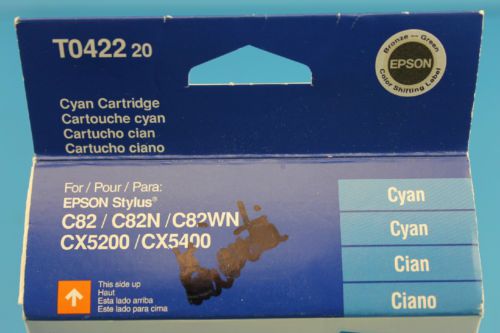 T0422 20
Bronze – Green
EPSON
Color Shifting Label
Cyan Cartridge
Cartouche cyan
Cartucho cian
Cartucho ciano
For / Pour / Para:
EPSON Stylus®
C82 / C82N / C82WN
CX5200 / CX5400
Cyan
Cyan
Cian
Ciano
This side up
Haut
Este lado arriba
Este lado para cima